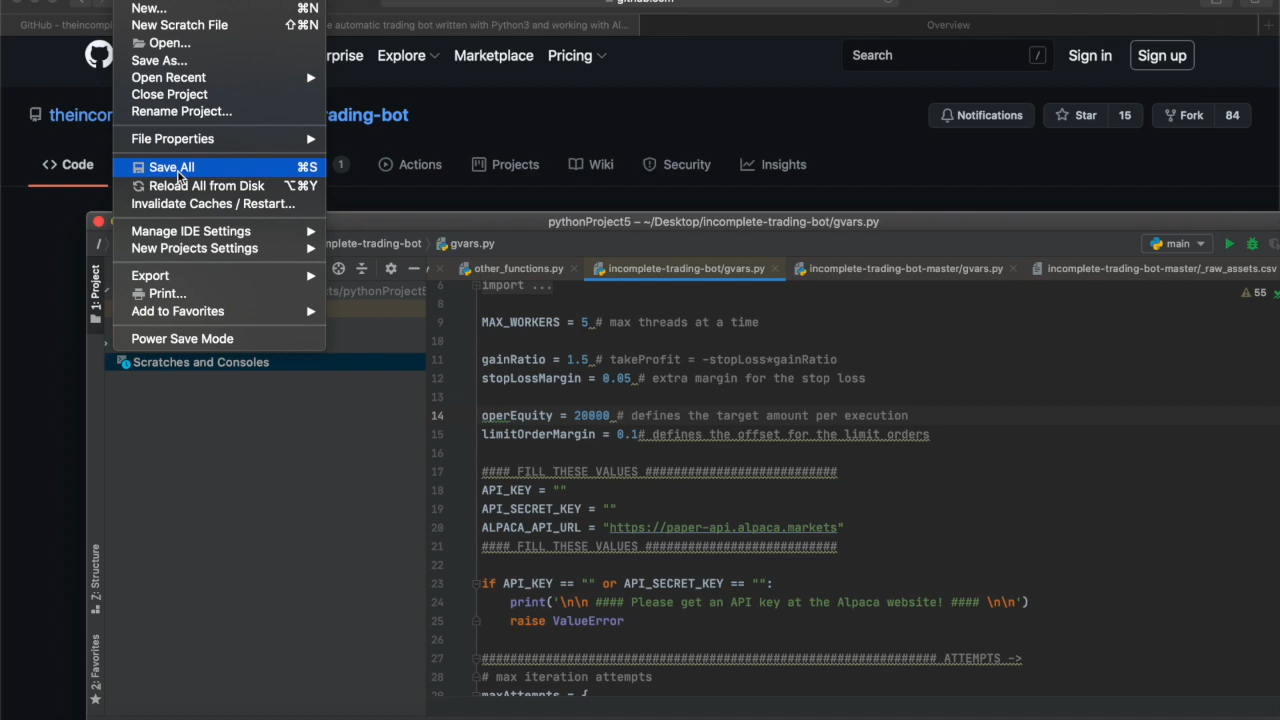 New... ⌘N
New Scratch File ⇧⌘N
Open...
Save As...
Open Recent
Close Project
Rename Project...
File Properties
Save All ⌘S
Reload All from Disk ⌥⌘Y
Invalidate Caches / Restart...
Manage IDE Settings
New Projects Settings
Export
Print...
Add to Favorites
Power Save Mode
github.com
GitHub - theincompl
e automatic trading bot written with Python3 and working with Al...
Overview
rprise Explore Marketplace Pricing
Search /
Sign in Sign up
theincor
rading-bot
Notifications Star 15 Fork 84
<> Code
1 Actions Projects Wiki Security Insights
pythonProject5 – ~/Desktop/incomplete-trading-bot/gvars.py
nplete-trading-bot gvars.py main
other_functions.py incomplete-trading-bot/gvars.py incomplete-trading-bot-master/gvars.py incomplete-trading-bot-master/_raw_assets.csv
ts/pythonProject5
Scratches and Consoles
1: Project
Z: Structure
2: Favorites
55
6 import ...
8
9 MAX_WORKERS = 5 # max threads at a time
10
11 gainRatio = 1.5 # takeProfit = -stopLoss*gainRatio
12 stopLossMargin = 0.05 # extra margin for the stop loss
13
14 operEquity = 20000 # defines the target amount per execution
15 limitOrderMargin = 0.1# defines the offset for the limit orders
16
17 #### FILL THESE VALUES ###########################
18 API_KEY = ""
19 API_SECRET_KEY = ""
20 ALPACA_API_URL = "https://paper-api.alpaca.markets"
21 #### FILL THESE VALUES ###########################
22
23 if API_KEY == "" or API_SECRET_KEY == "":
24 print('\n\n #### Please get an API key at the Alpaca website! #### \n\n')
25 raise ValueError
26
27 ################################################################ ATTEMPTS ->
28 # max iteration attempts
29 maxAttempts = {